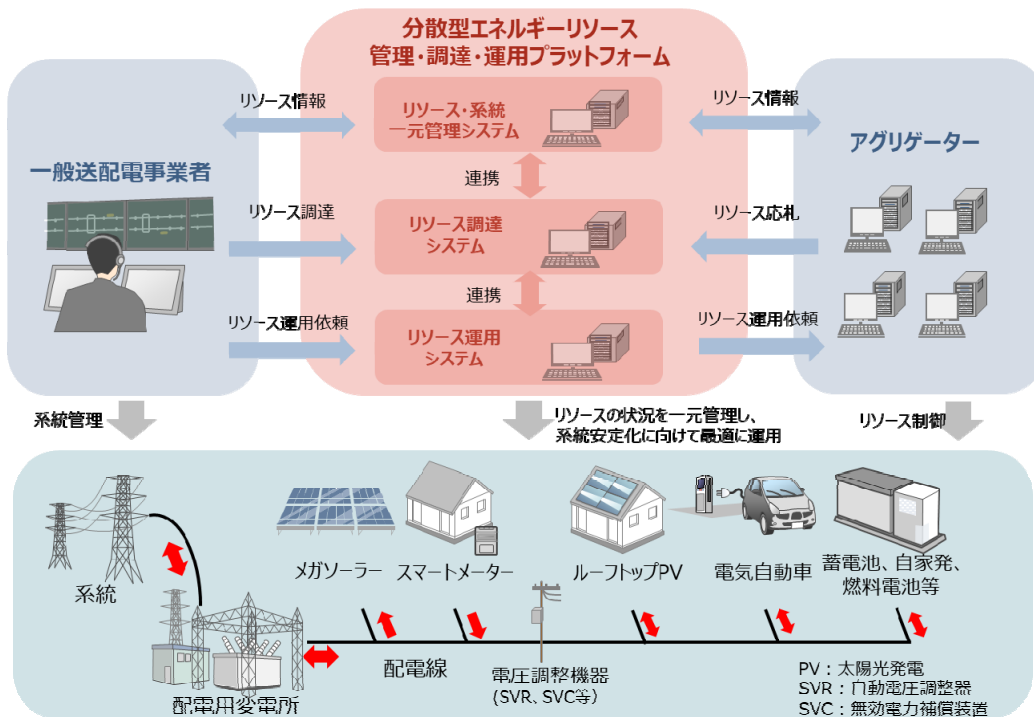 分散型エネルギーリソース
管理・調達・運用プラットフォーム
リソース情報
リソース・系統
一元管理システム
リソース情報
一般送配電事業者
アグリゲーター
連携
リソース調達
リソース調達
システム
リソース応札
連携
リソース運用依頼
リソース運用
システム
リソース運用依頼
系統管理
リソースの状況を一元管理し、
系統安定化に向けて最適に運用
リソース制御
系統
メガソーラー
スマートメーター
ルーフトップPV
電気自動車
蓄電池、自家発、
燃料電池等
配電用変電所
配電線
電圧調整機器
(SVR、SVC等)
PV：太陽光発電
SVR：自動電圧調整器
SVC：無効電力補償装置